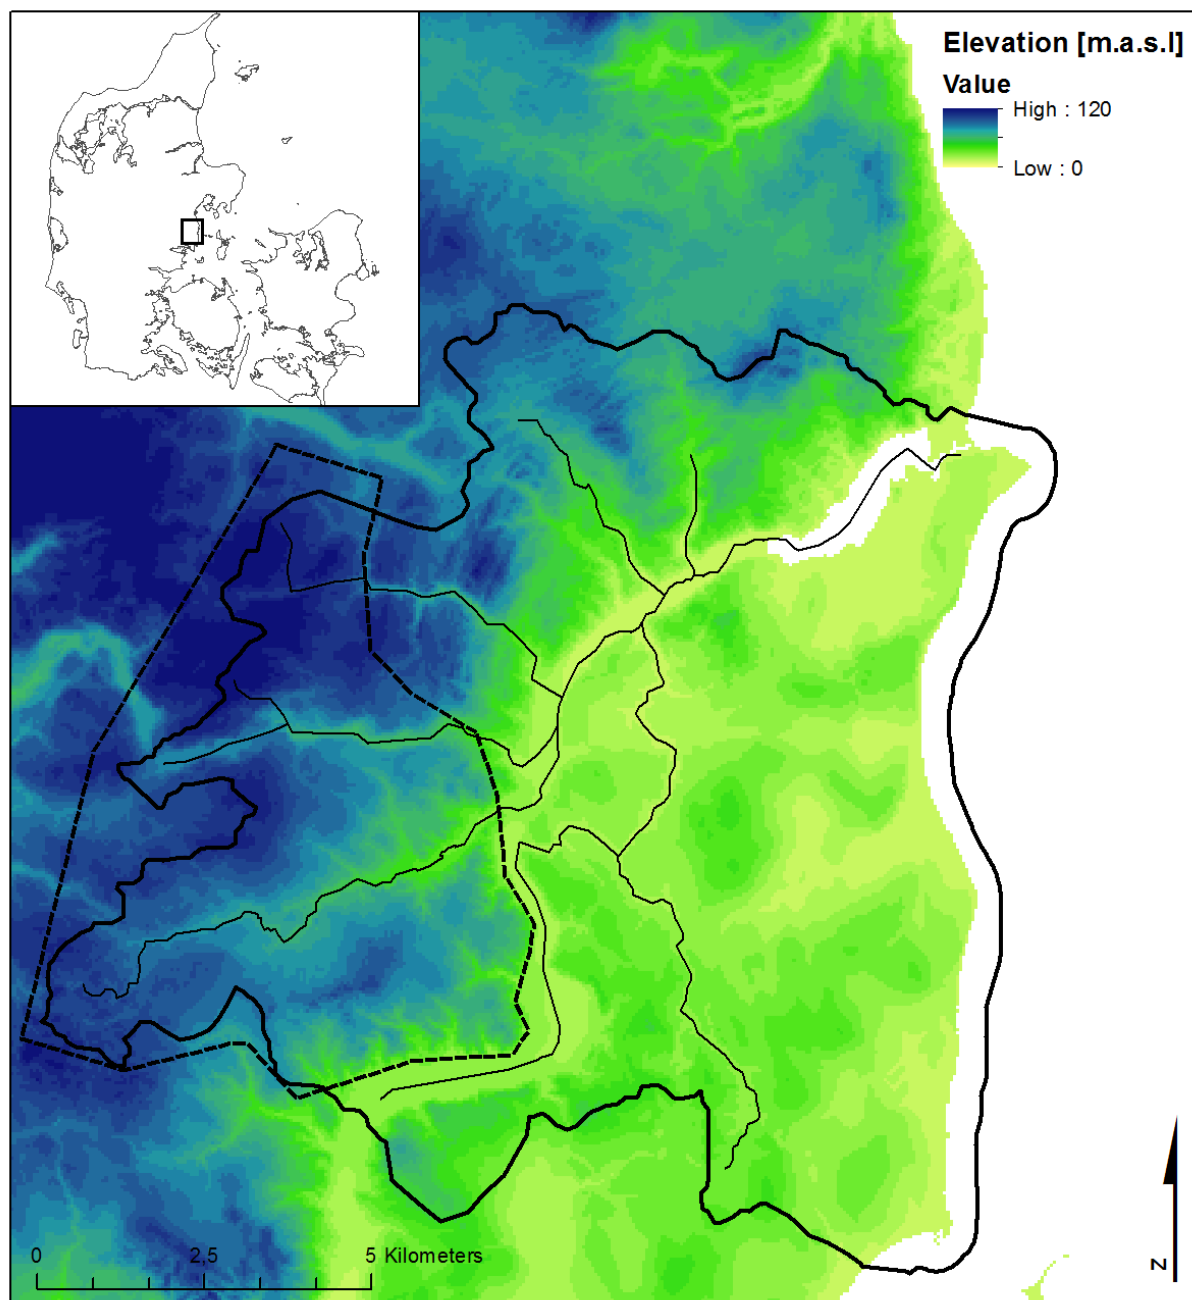 Elevation [m.a.s.l]
Value
High : 120
Low : 0
0
2,5
5 Kilometers
N